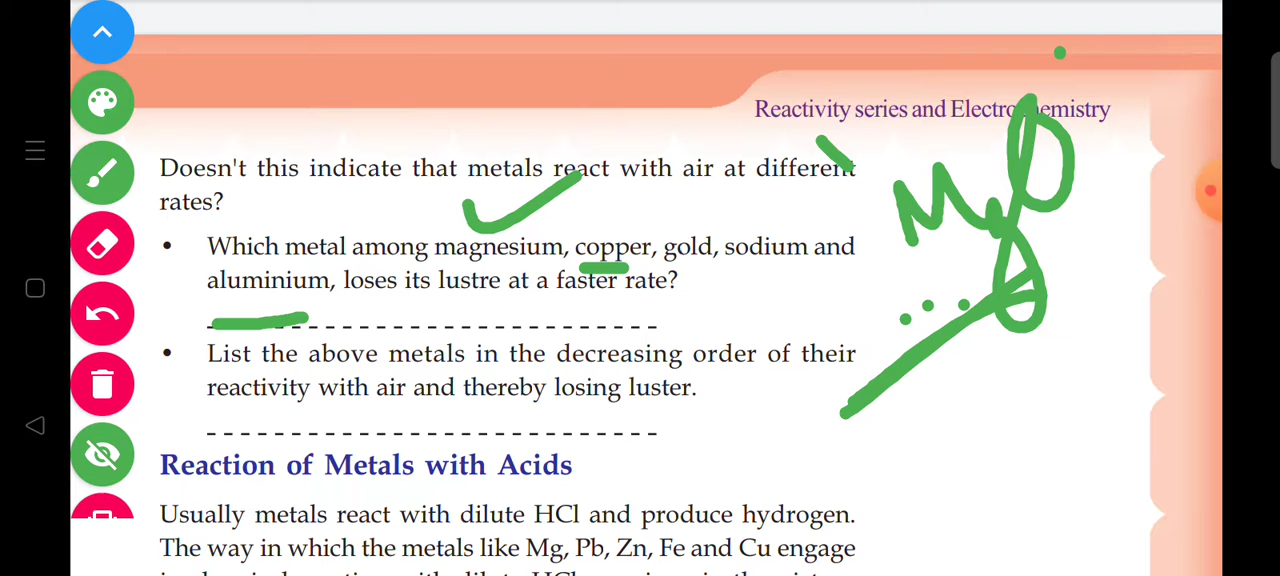 Reactivity series and Electrochemistry
Doesn't this indicate that metals react with air at different
rates?
• Which metal among magnesium, copper, gold, sodium and
aluminium, loses its lustre at a faster rate?
• List the above metals in the decreasing order of their
reactivity with air and thereby losing luster.
Reaction of Metals with Acids
Usually metals react with dilute HCl and produce hydrogen.
The way in which the metals like Mg, Pb, Zn, Fe and Cu engage